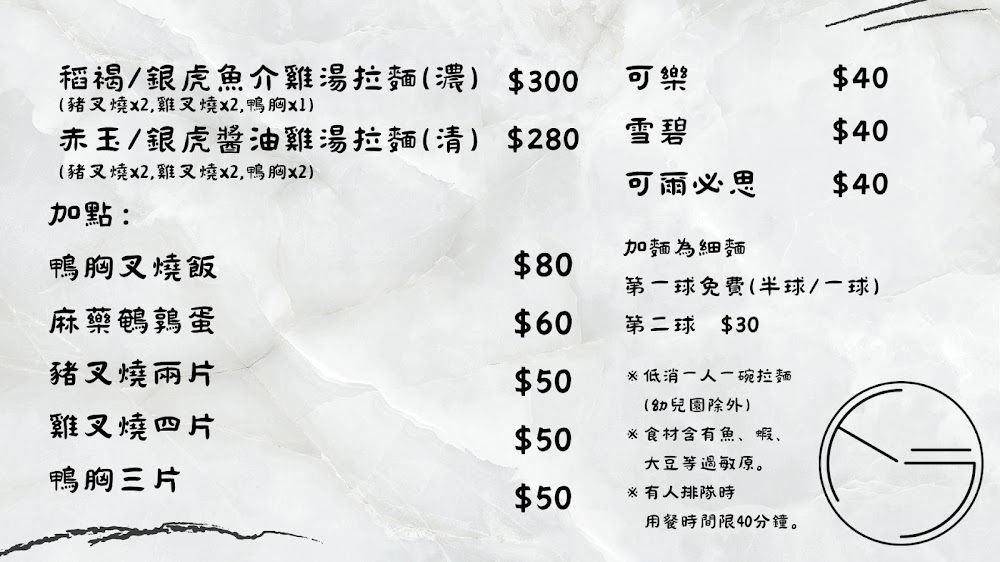 稻褐/銀虎魚介雞湯拉麵(濃) $300
(豬叉燒x2,雞叉燒x2,鴨胸x1)
赤玉/銀虎醬油雞湯拉麵(清) $280
(豬叉燒x2,雞叉燒x2,鴨胸x2)
加點:
鴨胸叉燒飯 $80
麻藥鵪鶉蛋 $60
豬叉燒兩片 $50
雞叉燒四片 $50
鴨胸三片 $50
可樂 $40
雪碧 $40
可爾必思 $40
加麵為細麵
第一球免費(半球/一球)
第二球 $30
※低消一人一碗拉麵
(幼兒園除外)
※食材含有魚、蝦、
大豆等過敏原。
※有人排隊時
用餐時間限40分鐘。